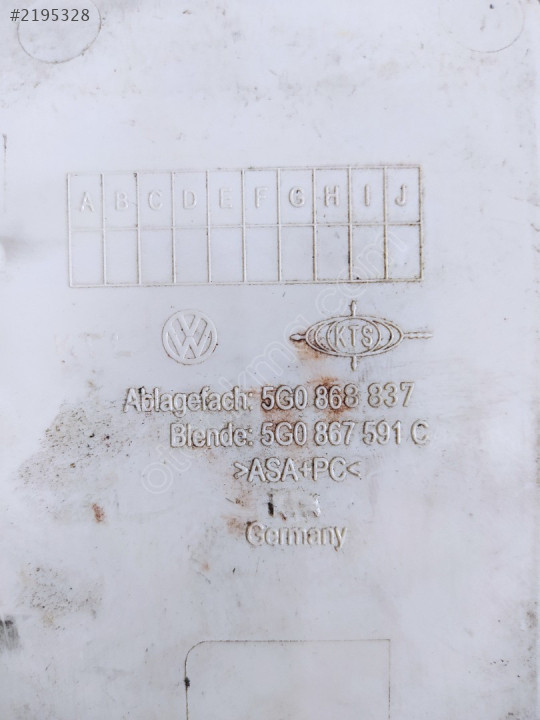 #2195328
A B C D E F G H I J
KTS
Ablagefach: 5G0 868 837
Blende: 5G0 867 591 C
>ASA+PC<
Germany